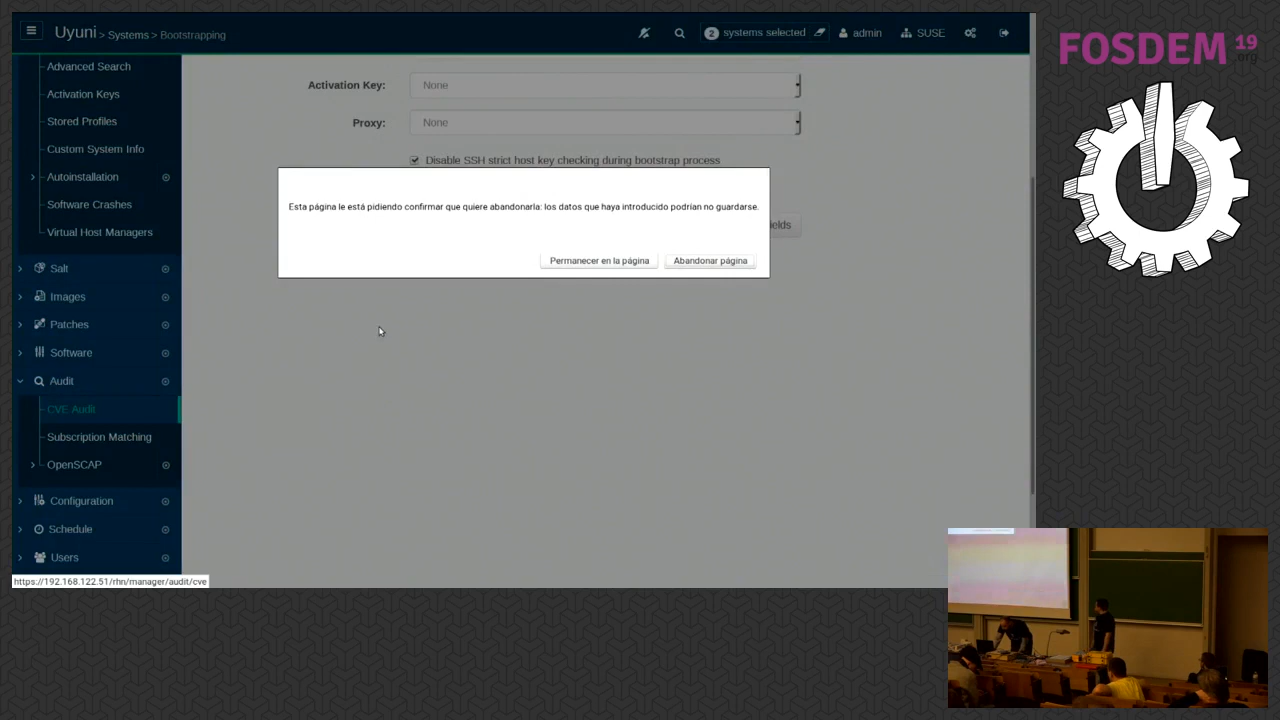 Uyuni > Systems > Bootstrapping
2 systems selected
admin
SUSE
FOSDEM 19
.org
Advanced Search
Activation Keys
Stored Profiles
Custom System Info
Autoinstallation
Software Crashes
Virtual Host Managers
Salt
Images
Patches
Software
Audit
CVE Audit
Subscription Matching
OpenSCAP
Configuration
Schedule
Users
Activation Key:
None
Proxy:
None
Disable SSH strict host key checking during bootstrap process
ields
Esta página le está pidiendo confirmar que quiere abandonarla: los datos que haya introducido podrían no guardarse.
Permanecer en la página
Abandonar página
https://192.168.122.51/rhn/manager/audit/cve